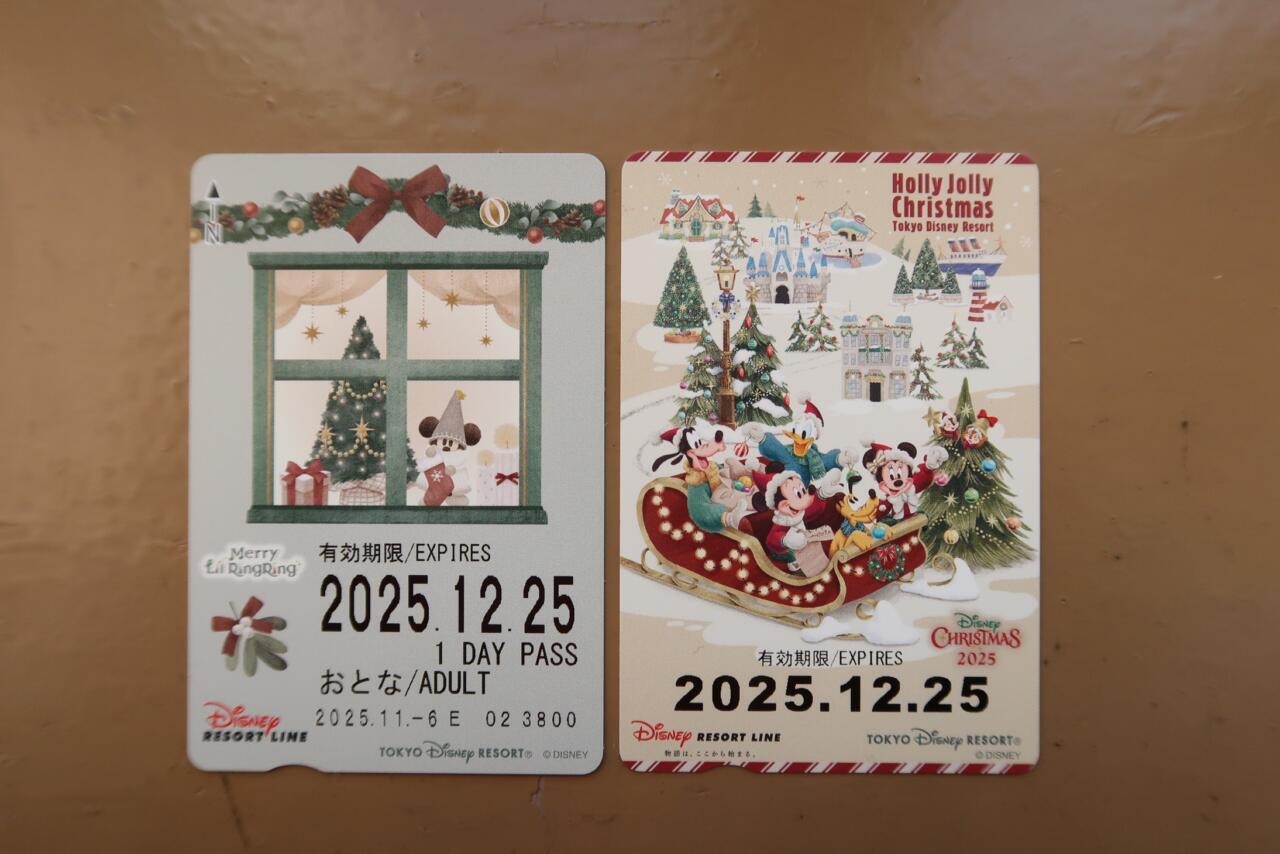 N
Merry
Li'l RingRing
有効期限/EXPIRES
2025.12.25
1 DAY PASS
おとな/ADULT
2025.11.-6 E 02 3800
Disney
RESORT LINE
TOKYO Disney RESORT® ©DISNEY
Holly Jolly
Christmas
Tokyo Disney Resort
Disney
CHRISTMAS
2025
有効期限/EXPIRES
2025.12.25
Disney RESORT LINE
物語は、ここから始まる。
TOKYO Disney RESORT®
©DISNEY